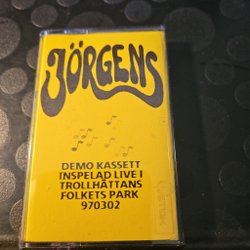 JÖRGENS
DEMO KASSETT
INSPELAD LIVE I
TROLLHÄTTANS
FOLKETS PARK
970302